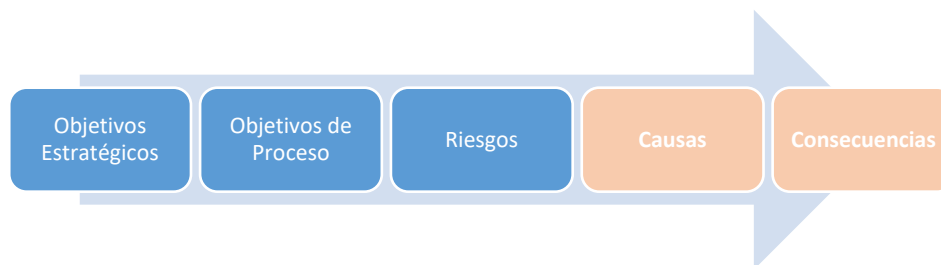 Objetivos
Estratégicos
Objetivos de
Proceso
Riesgos
Causas
Consecuencias